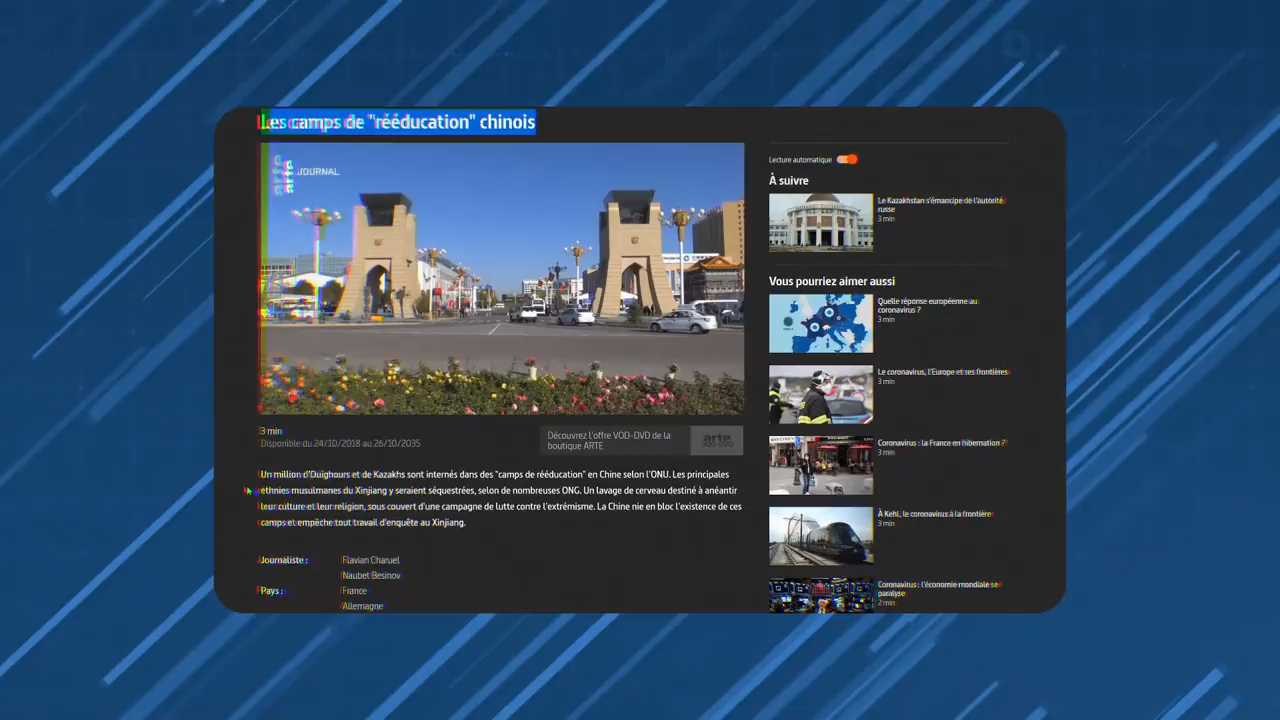 Les camps de "rééducation" chinois
arte JOURNAL
Lecture automatique
À suivre
Le Kazakhstan s'émancipe de l'autorité
russe
3 min
Vous pourriez aimer aussi
Quelle réponse européenne au
coronavirus ?
3 min
Le coronavirus, l'Europe et ses frontières
3 min
Coronavirus : la France en hibernation ?
3 min
À Kehl, le coronavirus à la frontière
3 min
Coronavirus : l'économie mondiale se
paralyse
2 min
3 min
Disponible du 24/10/2018 au 26/10/2035
Découvrez l'offre VOD-DVD de la
boutique ARTE
arte
Un million d'Ouïghours et de Kazakhs sont internés dans des "camps de rééducation" en Chine selon l'ONU. Les principales
ethnies musulmanes du Xinjiang y seraient séquestrées, selon de nombreuses ONG. Un lavage de cerveau destiné à anéantir
leur culture et leur religion, sous couvert d'une campagne de lutte contre l'extrémisme. La Chine nie en bloc l'existence de ces
camps et empêche tout travail d'enquête au Xinjiang.
Journaliste : Flavian Charuel
Naubet Besinov
Pays : France
Allemagne